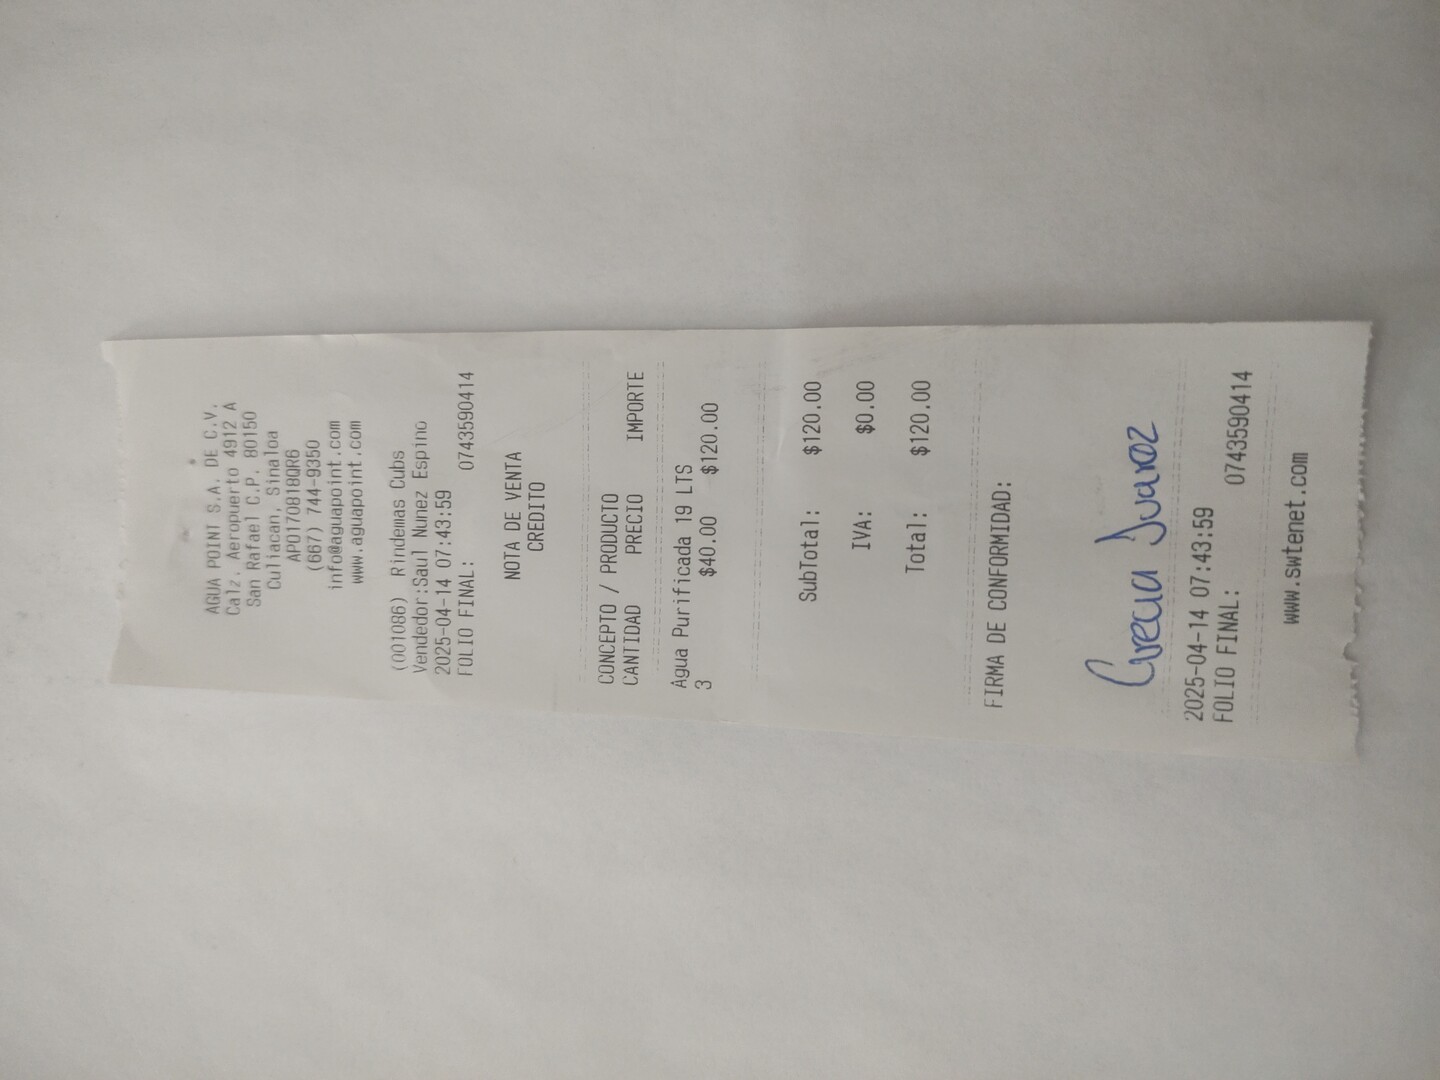 AGUA POINT S.A. DE C.V.
Calz. Aeropuerto 4912 A
San Rafael C.P. 80150
Culiacan, Sinaloa
APO170818QR6
(667) 744-9350
info@aguapoint.com
www.aguapoint.com
(001086) Rindemas Cubs
Vendedor:Saul Nunez Espino
2025-04-14 07:43:59
FOLIO FINAL: 0743590414
NOTA DE VENTA
CREDITO
CONCEPTO / PRODUCTO
CANTIDAD PRECIO IMPORTE
Agua Purificada 19 LTS
3 $40.00 $120.00
SubTotal: $120.00
IVA: $0.00
Total: $120.00
FIRMA DE CONFORMIDAD:
Grecia Juarez
2025-04-14 07:43:59
FOLIO FINAL: 0743590414
www.swtenet.com